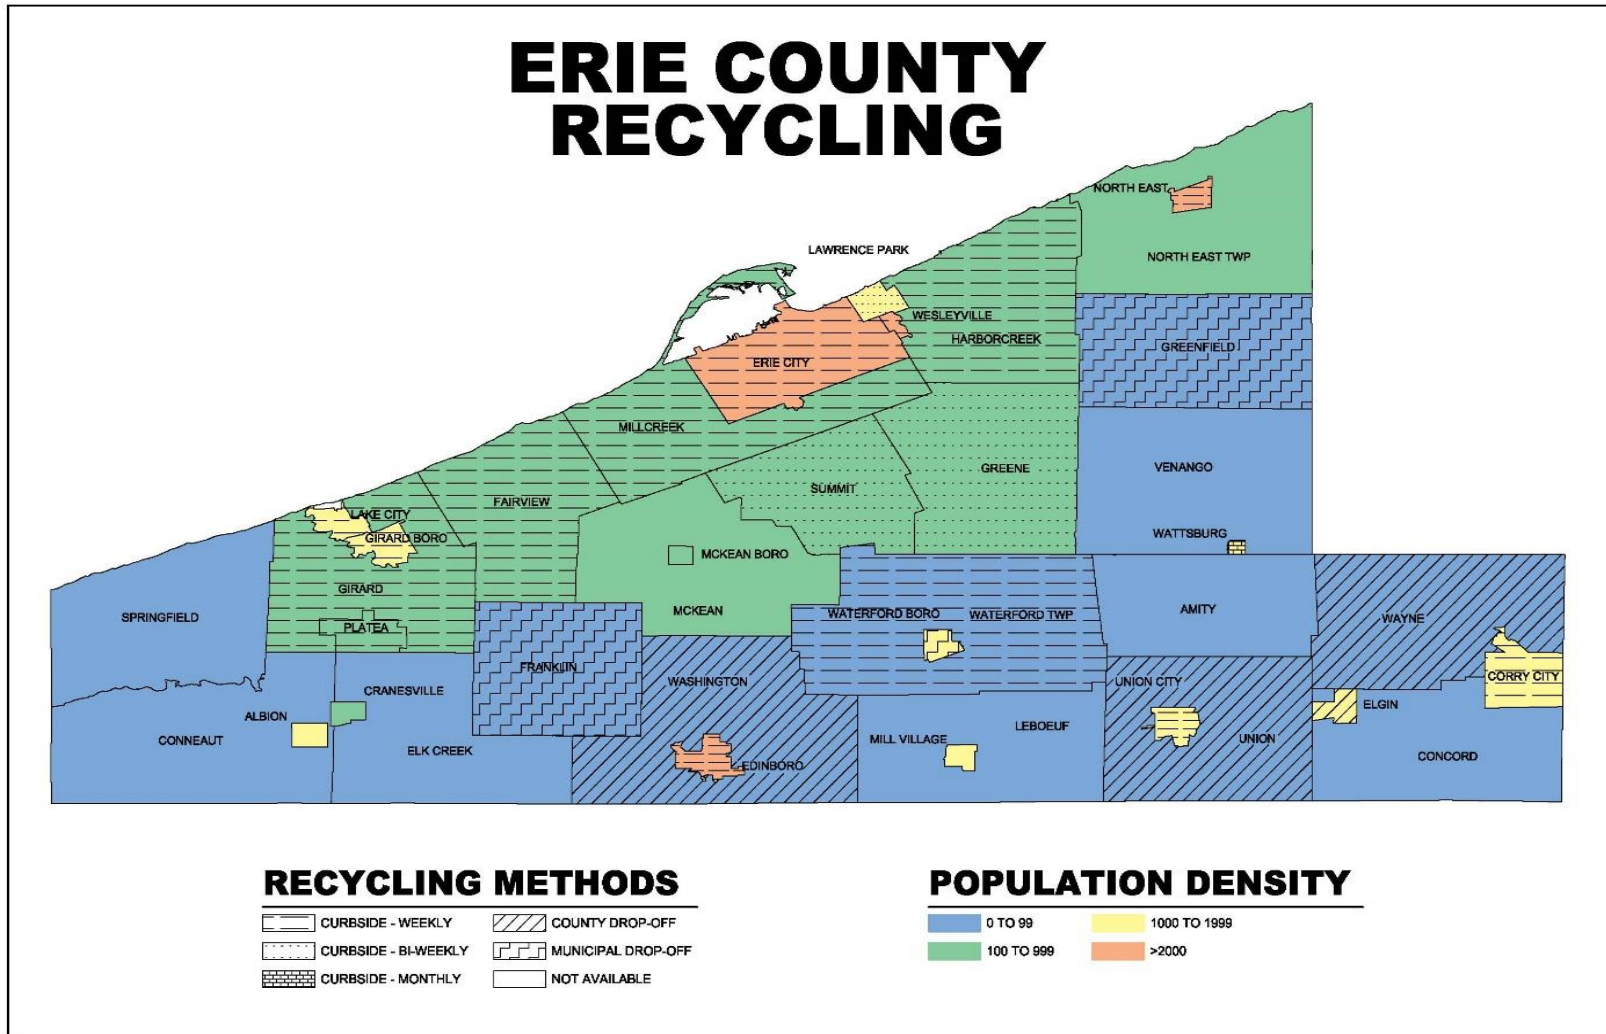 ERIE COUNTY
RECYCLING
NORTH EAST
LAWRENCE PARK
NORTH EAST TWP
WESLEYVILLE
HARBORCREEK
GREENFIELD
ERIE CITY
MILLCREEK
VENANGO
GREENE
SUMMIT
FAIRVIEW
LAKE CITY
GIRARD BORO
WATTSBURG
MCKEAN BORO
GIRARD
SPRINGFIELD
PLATEA
MCKEAN
WATERFORD BORO
WATERFORD TWP
AMITY
WAYNE
FRANKLIN
WASHINGTON
UNION CITY
CORRY CITY
CRANESVILLE
ALBION
ELGIN
CONNEAUT
ELK CREEK
EDINBORO
MILL VILLAGE
LEBOEUF
UNION
CONCORD
RECYCLING METHODS
CURBSIDE - WEEKLY
CURBSIDE - BI-WEEKLY
CURBSIDE - MONTHLY
COUNTY DROP-OFF
MUNICIPAL DROP-OFF
NOT AVAILABLE
POPULATION DENSITY
0 TO 99
100 TO 999
1000 TO 1999
>2000